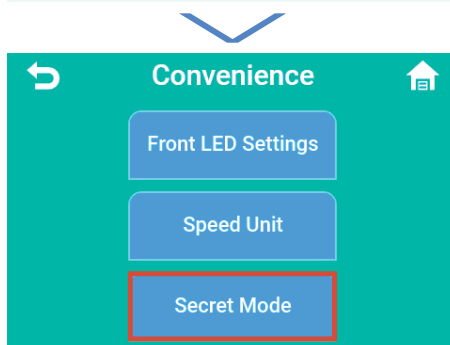 Convenience
Front LED Settings
Speed Unit
Secret Mode